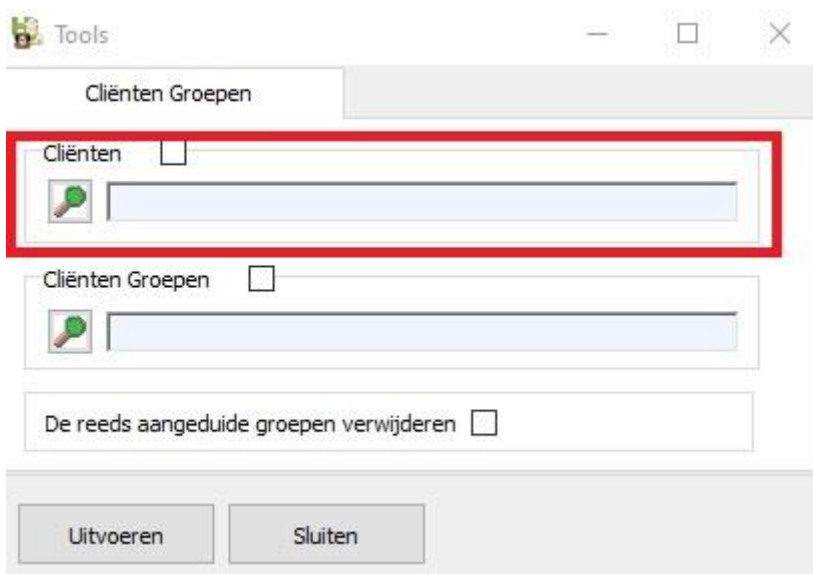 Tools
Cliënten Groepen
Cliënten
Cliënten Groepen
De reeds aangeduide groepen verwijderen
Uitvoeren Sluiten